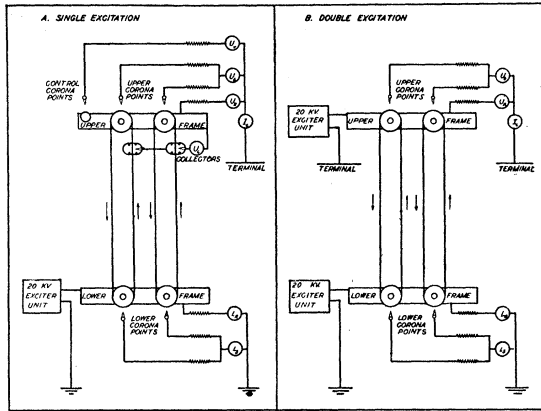 A. SINGLE EXCITATION
CONTROL
CORONA
POINTS
UPPER
CORONA
POINTS
UPPER
FRAME
COLLECTORS
TERMINAL
20 KV
EXCITER
UNIT
LOWER
FRAME
LOWER
CORONA
POINTS
B. DOUBLE EXCITATION
UPPER
CORONA
POINTS
20 KV
EXCITER
UNIT
UPPER
FRAME
TERMINAL
TERMINAL
20 KV
EXCITER
UNIT
LOWER
FRAME
LOWER
CORONA
POINTS